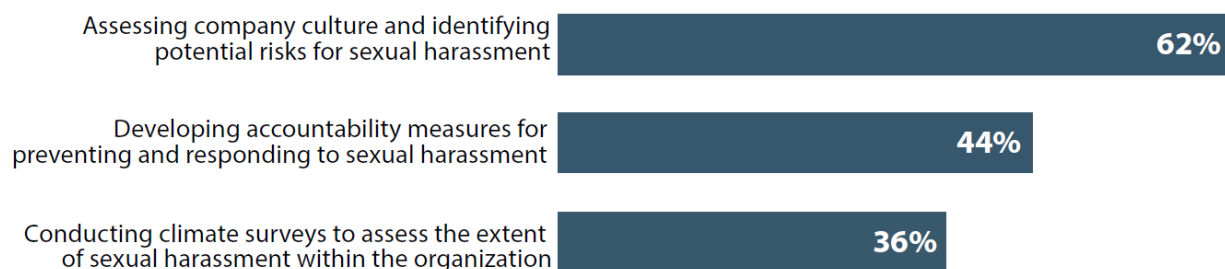 Assessing company culture and identifying
potential risks for sexual harassment
62%
Developing accountability measures for
preventing and responding to sexual harassment
44%
Conducting climate surveys to assess the extent
of sexual harassment within the organization
36%